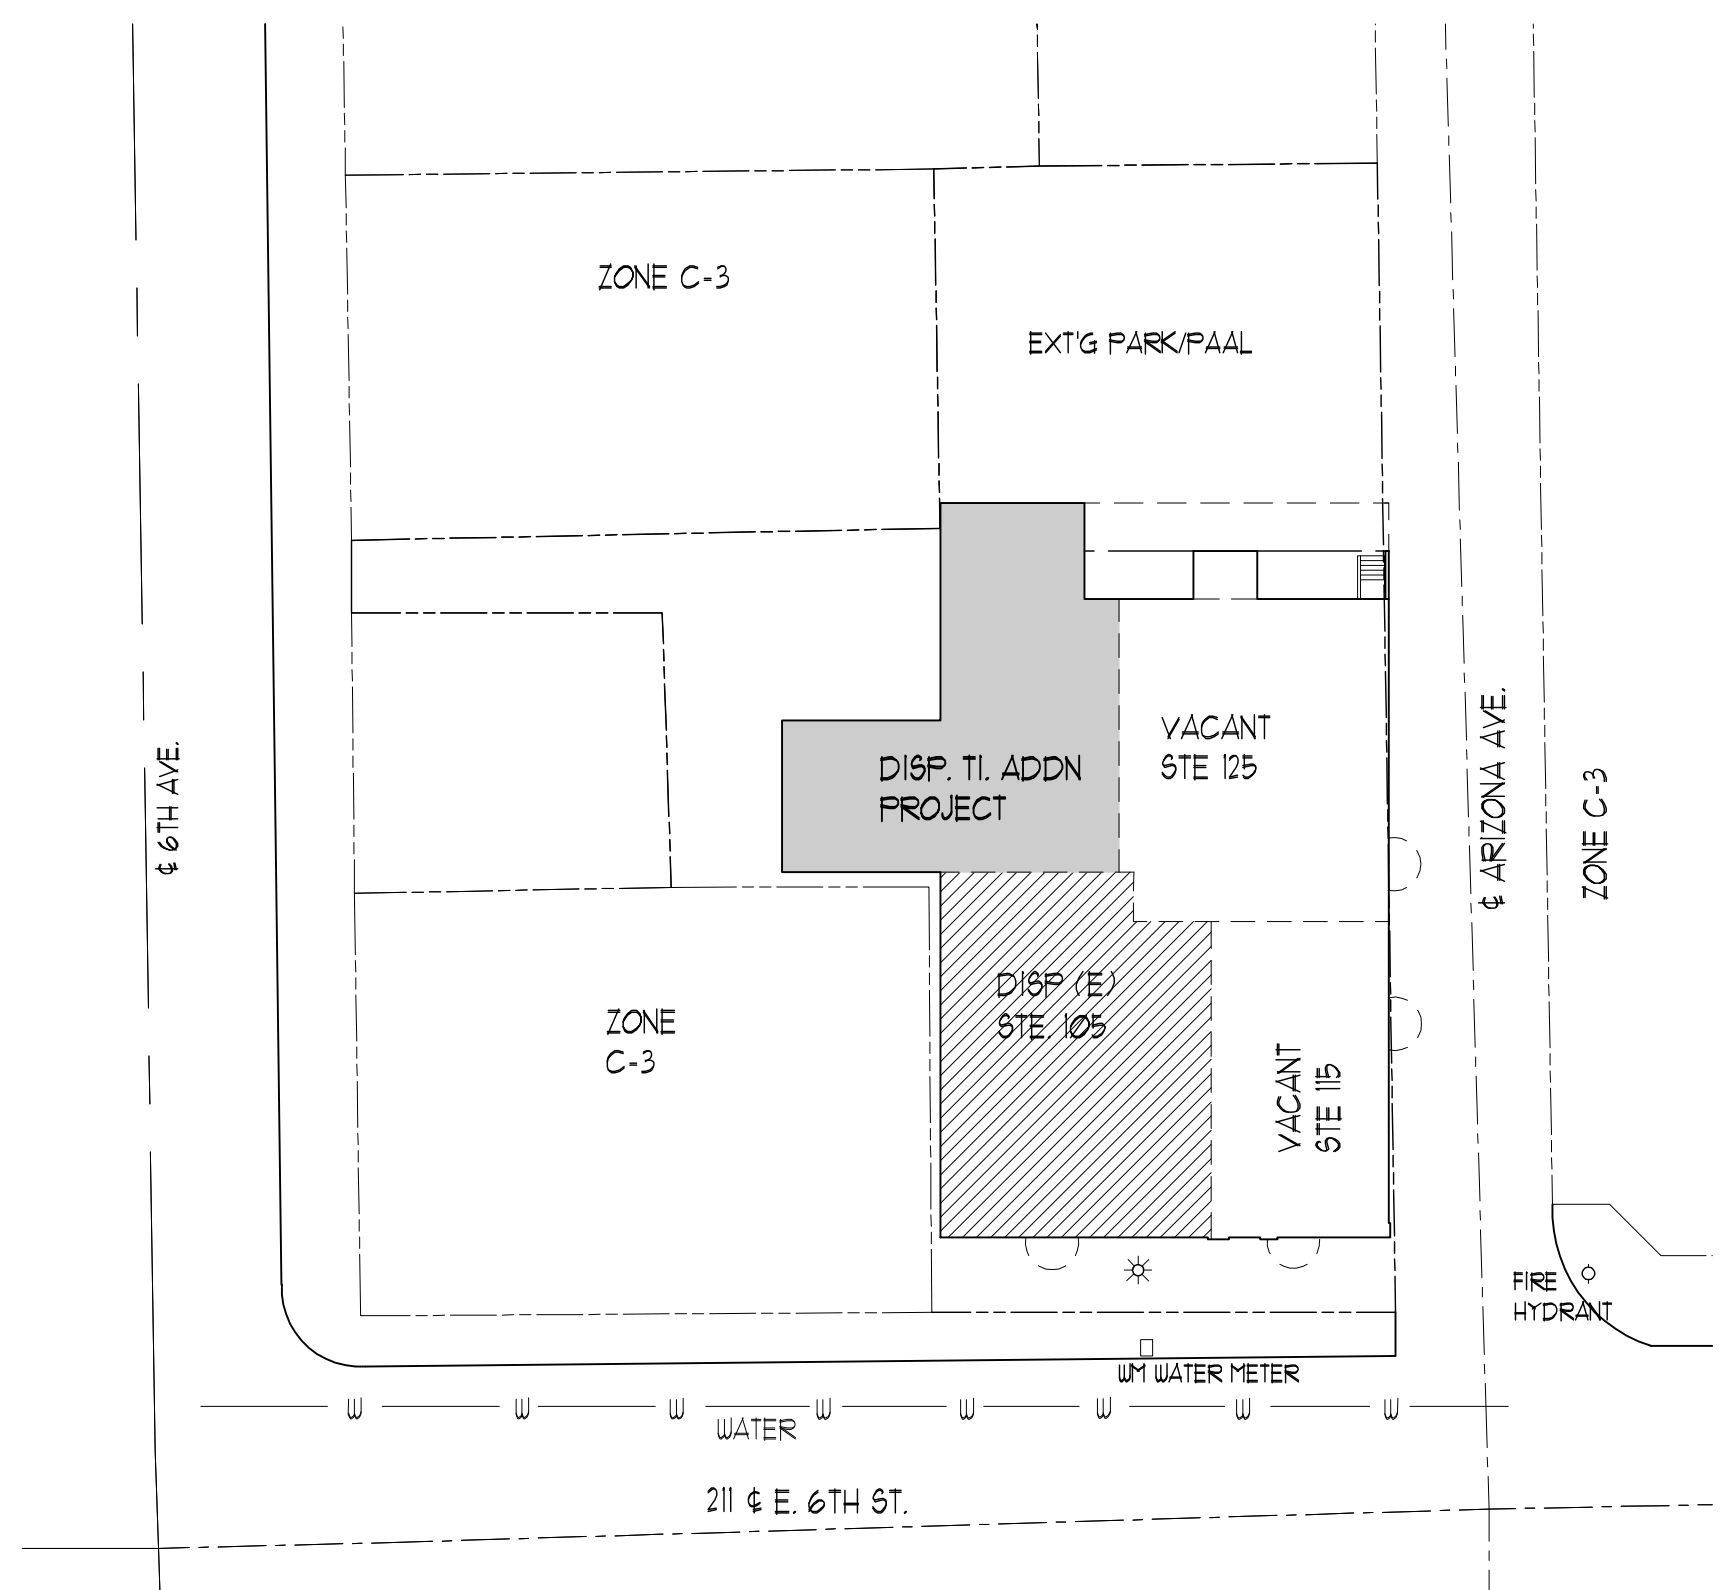 ZONE C-3
EXT'G PARK/PAAL
VACANT
STE 125
DISP. TI. ADDN
PROJECT
₵ 6TH AVE.
₵ ARIZONA AVE.
ZONE C-3
DISP (E)
STE. 105
ZONE
C-3
VACANT
STE 115
FIRE
HYDRANT
WM WATER METER
W W W W W W W W
WATER
211 ₵ E. 6TH ST.